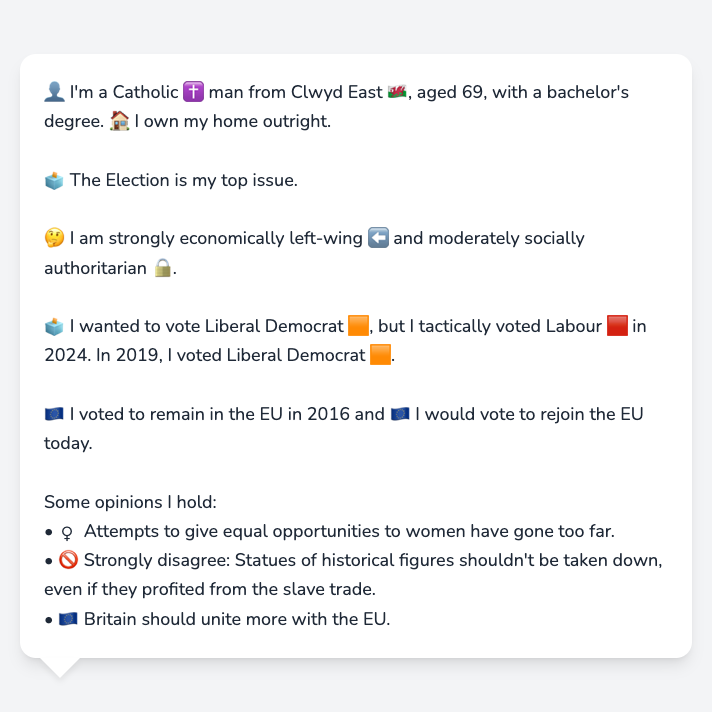 👤 I'm a Catholic ✝️ man from Clwyd East 🏴󠁧󠁢󠁷󠁬󠁳󠁿, aged 69, with a bachelor's
degree. 🏠 I own my home outright.
🗳️ The Election is my top issue.
🤔 I am strongly economically left-wing ⬅️ and moderately socially
authoritarian 🔒.
🗳️ I wanted to vote Liberal Democrat 🟧, but I tactically voted Labour 🟥 in
2024. In 2019, I voted Liberal Democrat 🟧.
🇪🇺 I voted to remain in the EU in 2016 and 🇪🇺 I would vote to rejoin the EU
today.
Some opinions I hold:
• ♀ Attempts to give equal opportunities to women have gone too far.
• 🚫 Strongly disagree: Statues of historical figures shouldn't be taken down,
even if they profited from the slave trade.
• 🇪🇺 Britain should unite more with the EU.